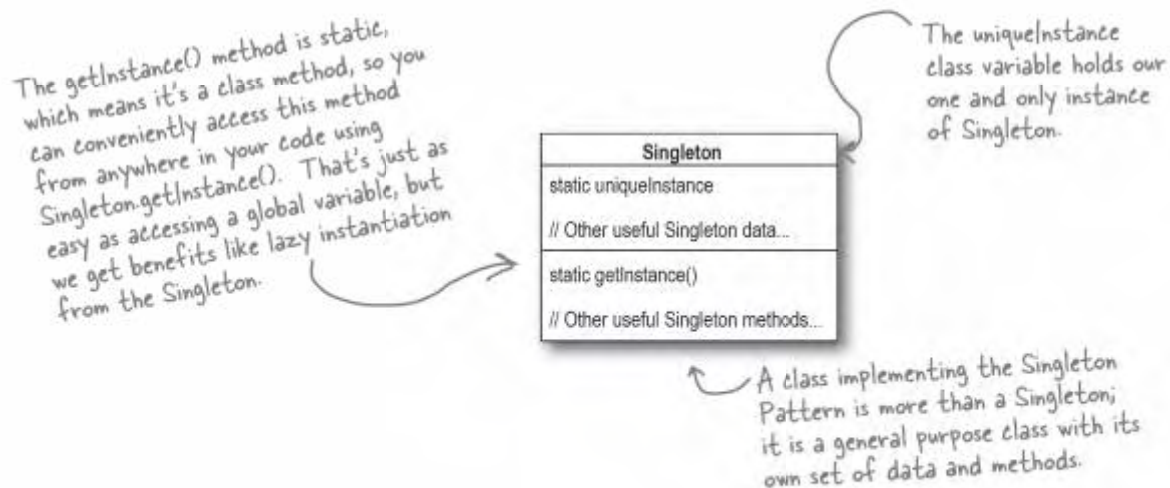 The getInstance() method is static,
which means it's a class method, so you
can conveniently access this method
from anywhere in your code using
Singleton.getInstance(). That's just as
easy as accessing a global variable, but
we get benefits like lazy instantiation
from the Singleton.
The uniqueInstance
class variable holds our
one and only instance
of Singleton.
Singleton
static uniqueInstance
// Other useful Singleton data...
static getInstance()
// Other useful Singleton methods...
A class implementing the Singleton
Pattern is more than a Singleton;
it is a general purpose class with its
own set of data and methods.